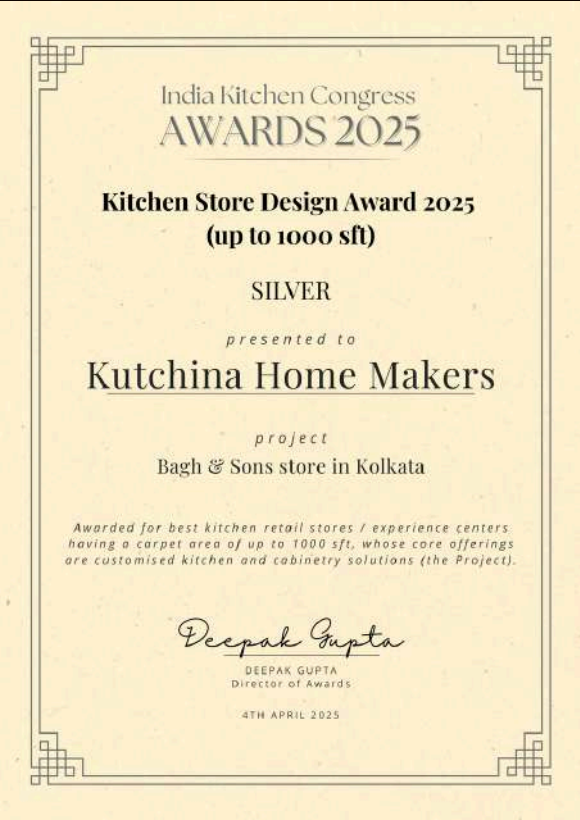 India Kitchen Congress
AWARDS 2025
Kitchen Store Design Award 2025
(up to 1000 sft)
SILVER
presented to
Kutchina Home Makers
project
Bagh & Sons store in Kolkata
Awarded for best kitchen retail stores / experience centers
having a carpet area of up to 1000 sft, whose core offerings
are customised kitchen and cabinetry solutions (the Project).
Deepak Gupta
DEEPAK GUPTA
Director of Awards
4TH APRIL 2025